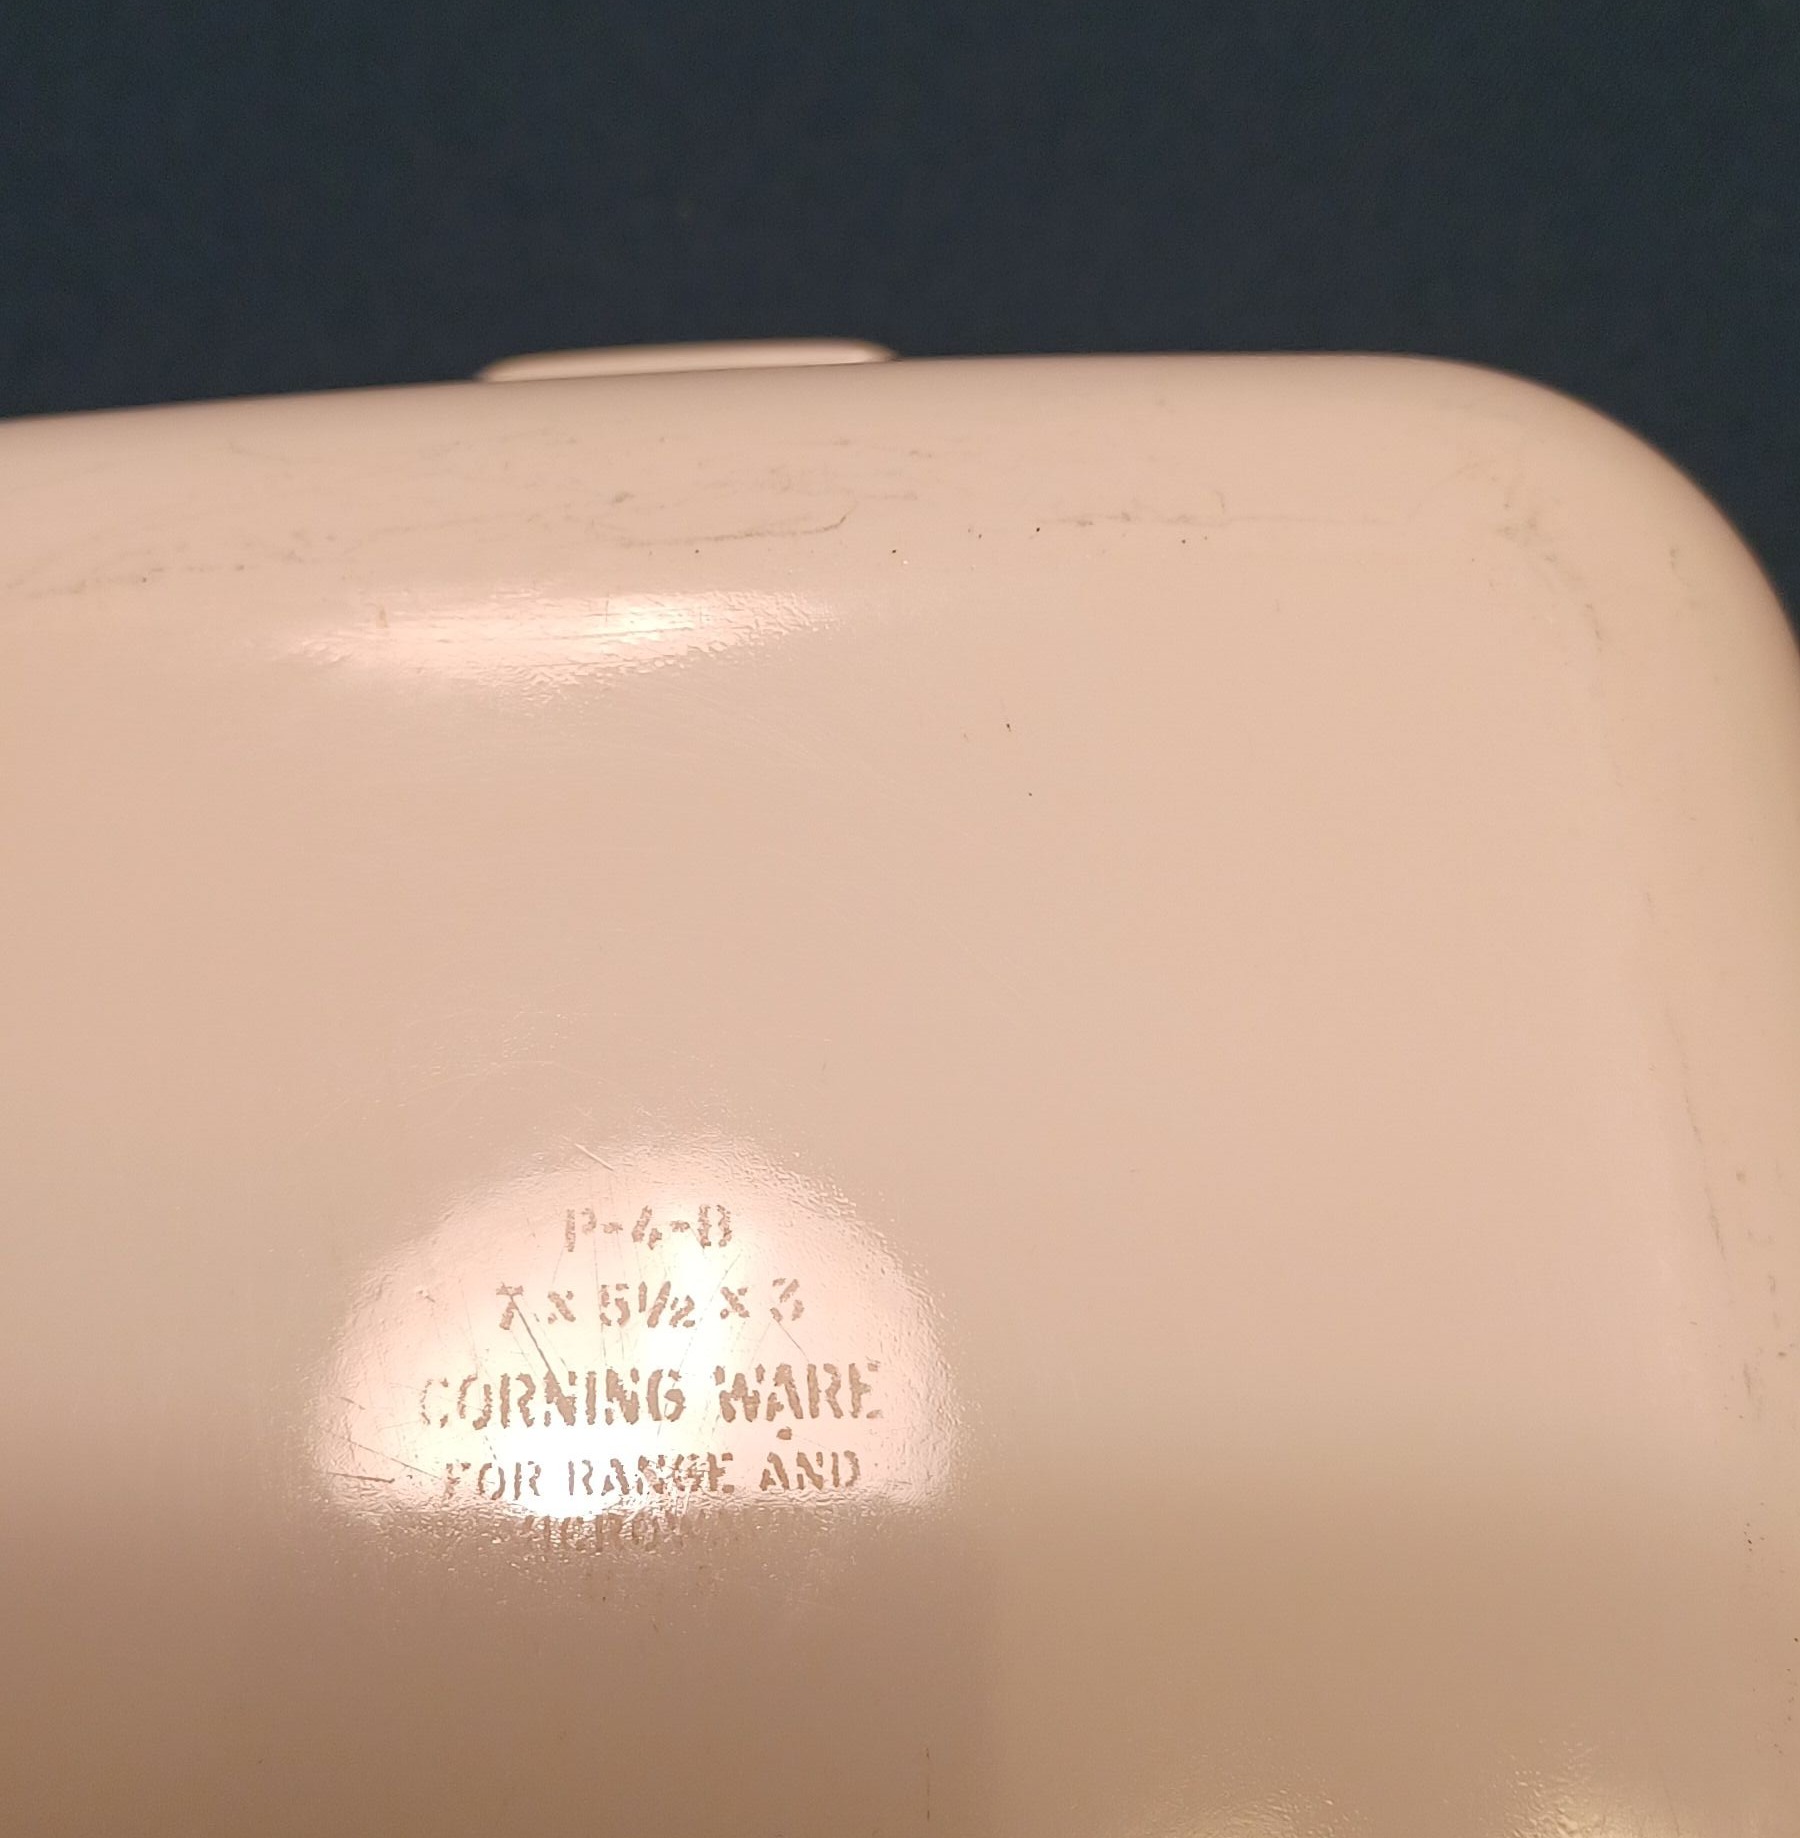 P-4-B
7 x 5½ x 3
CORNING WARE
FOR RANGE AND